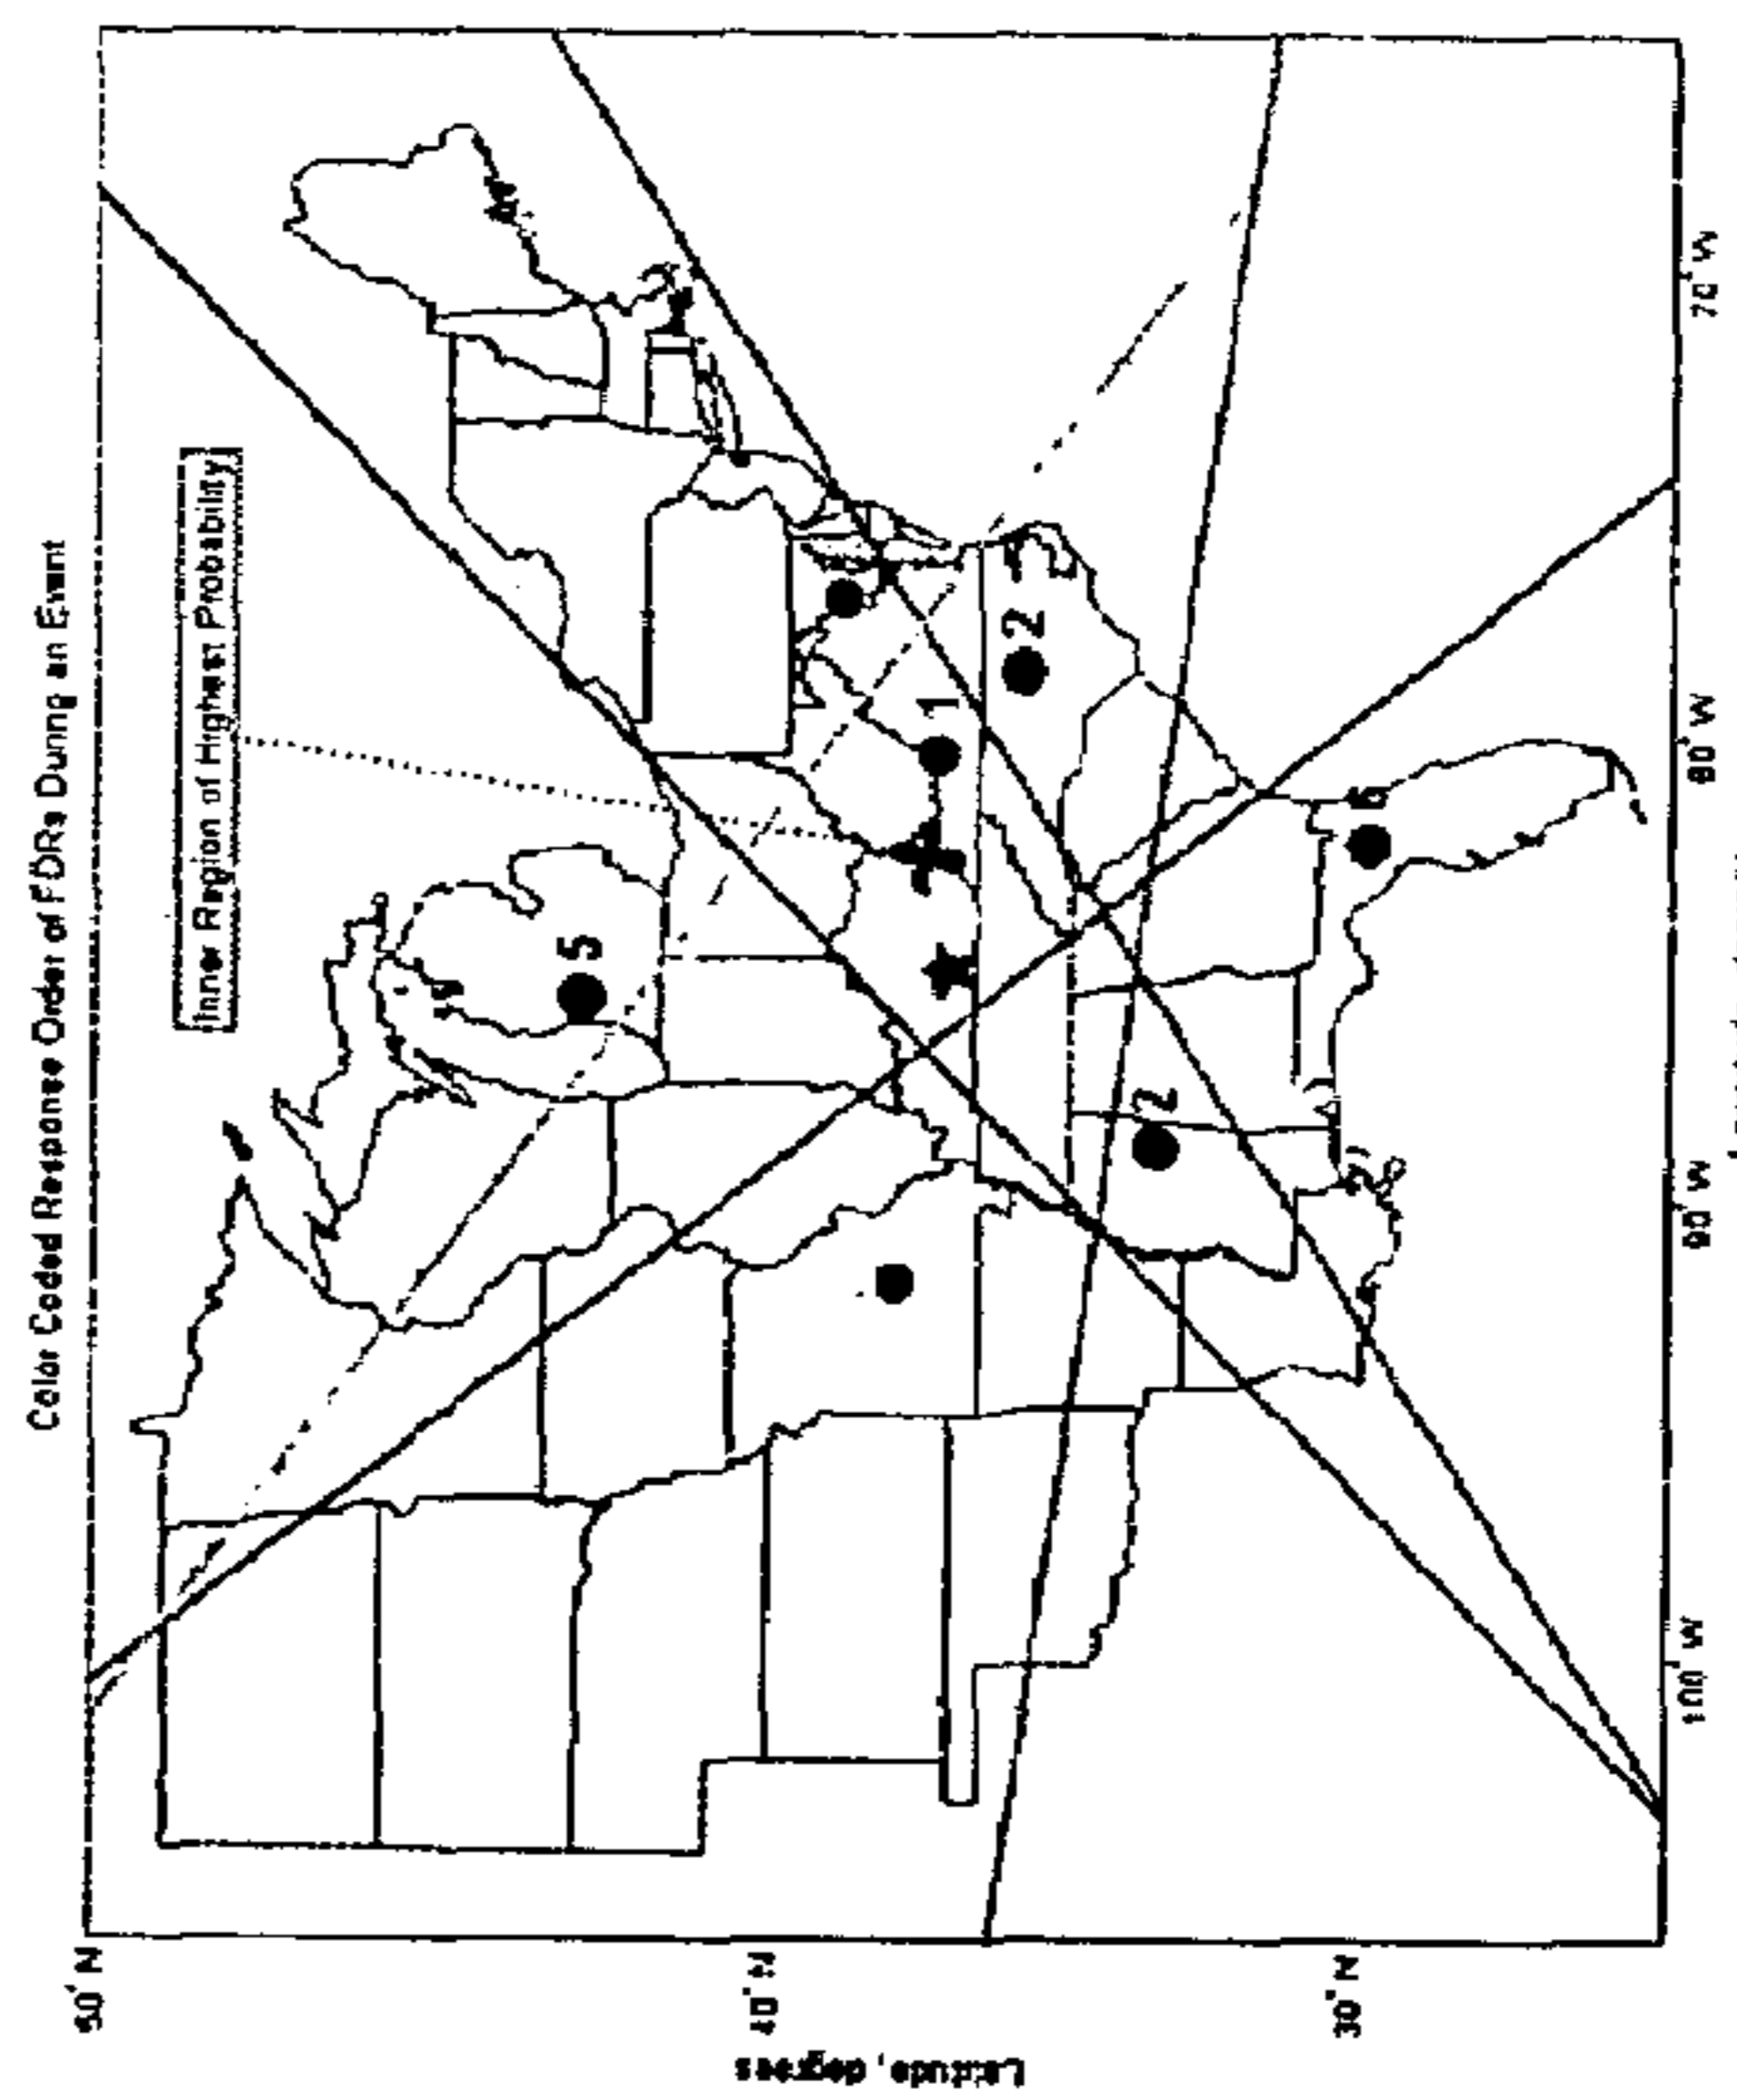 Color Coded Response Order of FDRs During an Event
Inner Region of Highest Probability
50°N
40°N
30°N
Latitude, degrees
5
1
2
2
6
100°W
90°W
80°W
70°W